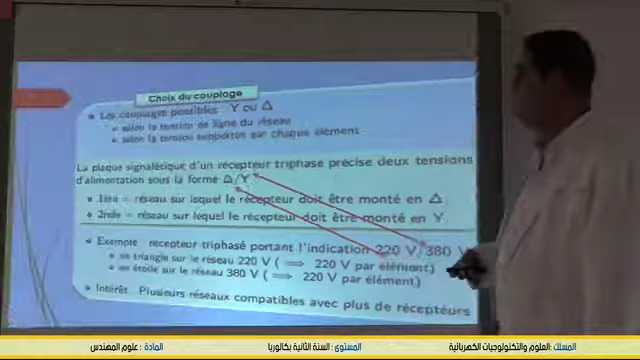 Choix du couplage
Les couplages possibles Y ou Δ
selon la tension de ligne du réseau
selon la tension supportée par chaque élément
La plaque signalétique d'un récepteur triphasé précise deux tensions
d'alimentation sous la forme Δ/Y
1ère = réseau sur lequel le récepteur doit être monté en Δ
2nde = réseau sur lequel le récepteur doit être monté en Y
Exemple récepteur triphasé portant l'indication 220 V/380 V
en triangle sur le réseau 220 V ( ⟹ 220 V par élément)
en étoile sur le réseau 380 V ( ⟹ 220 V par élément)
Intérêt. Plusieurs réseaux compatibles avec plus de récepteurs
المسلك : العلوم والتكنولوجيات الكهربائية
المستوى : السنة الثانية بكالوريا
المادة : علوم المهندس